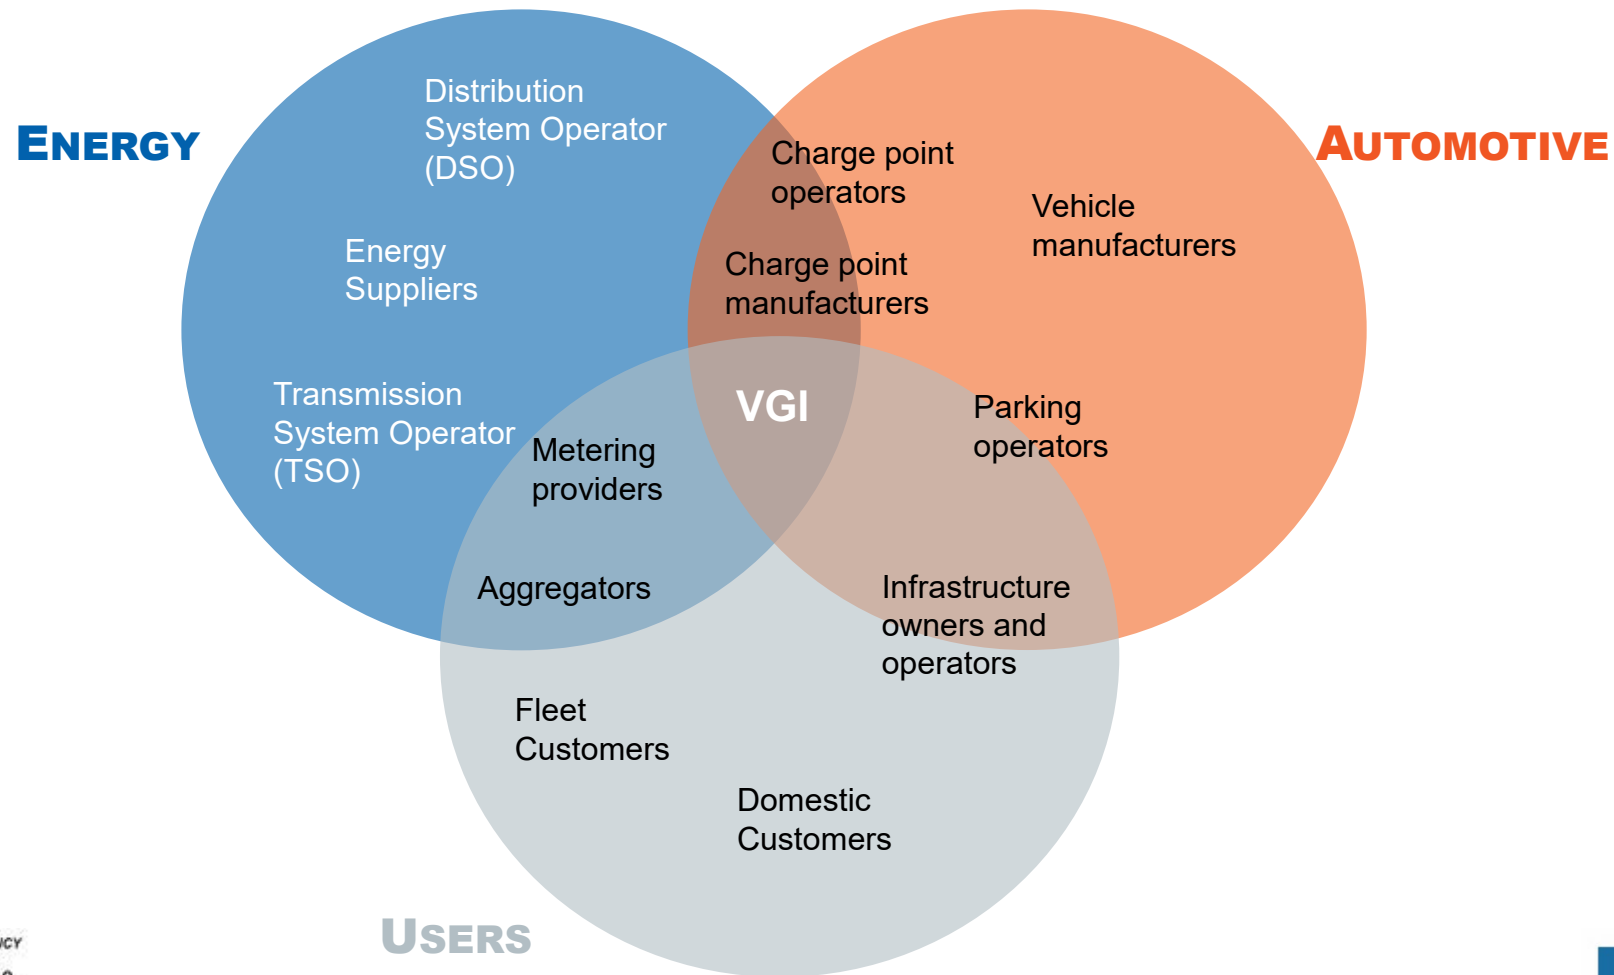 ENERGY
AUTOMOTIVE
USERS
Distribution
System Operator
(DSO)
Energy
Suppliers
Transmission
System Operator
(TSO)
Charge point
operators
Charge point
manufacturers
Vehicle
manufacturers
VGI
Parking
operators
Metering
providers
Aggregators
Infrastructure
owners and
operators
Fleet
Customers
Domestic
Customers